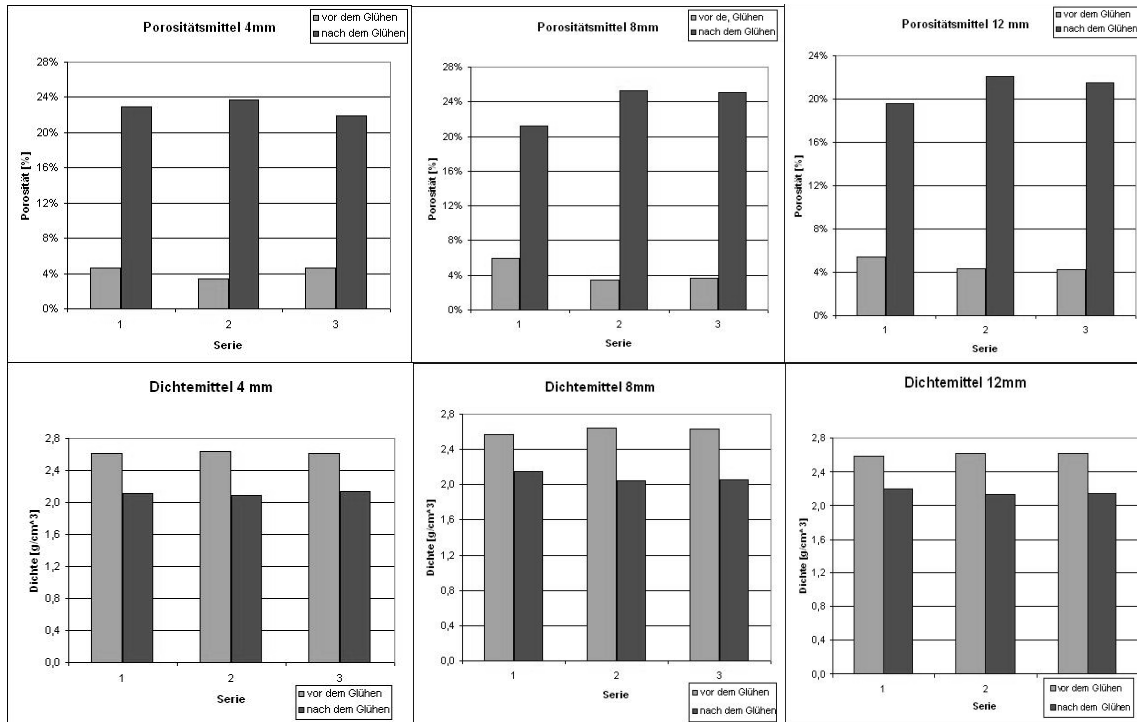 Porositätsmittel 4mm
vor dem Glühen
nach dem Glühen
28%
24%
20%
16%
12%
8%
4%
0%
Porosität [%]
1 2 3
Serie
Porositätsmittel 8mm
vor de, Glühen
nach dem Glühen
28%
24%
20%
16%
12%
8%
4%
0%
Porosität [%]
1 2 3
Serie
Porositätsmittel 12 mm
vor dem Glühen
nach dem Glühen
24%
20%
16%
12%
8%
4%
0%
Porosität [%]
1 2 3
Serie
Dichtemittel 4 mm
2,8
2,4
2,0
1,6
1,2
0,8
0,4
0,0
Dichte [g/cm^3]
1 2 3
Serie
vor dem Glühen
nach dem Glühen
Dichtemittel 8mm
2,8
2,4
2,0
1,6
1,2
0,8
0,4
0,0
Dichte [g/cm^3]
1 2 3
Serie
vor dem Glühen
nach dem Glühen
Dichtemittel 12mm
2,8
2,4
2,0
1,6
1,2
0,8
0,4
0,0
Dichte [g/cm^3]
1 2
Serie
vor dem Glühen
nach dem Glühen